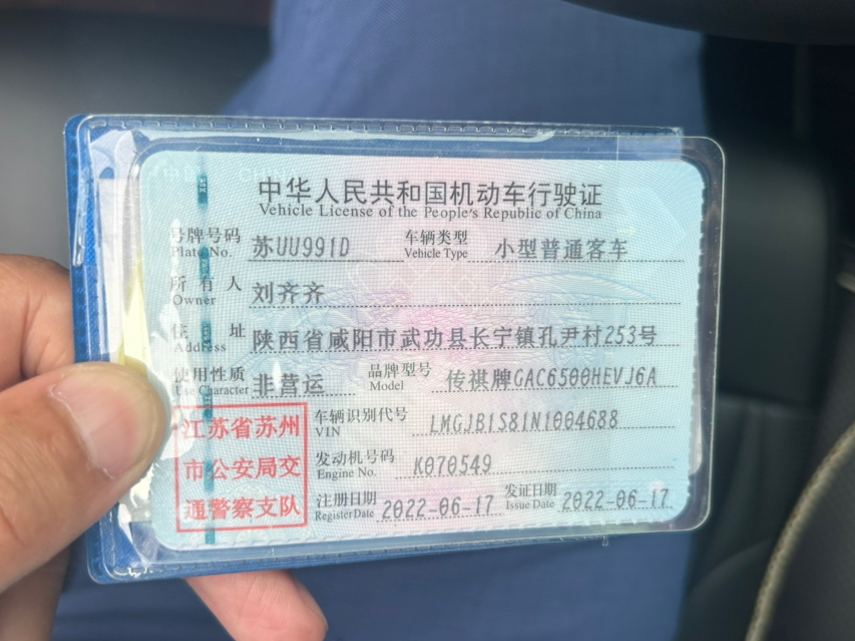 中华人民共和国机动车行驶证
Vehicle License of the People's Republic of China
号牌号码 苏UU991D 车辆类型 小型普通客车
Plate No. Vehicle Type
所有人 刘齐齐
Owner
住址 陕西省咸阳市武功县长宁镇孔尹村253号
Address
使用性质 非营运 品牌型号 传祺牌GAC6500HEVJ6A
Use Character Model
江苏省苏州
市公安局交
通警察支队
车辆识别代号 LMGJB1S81N1004688
VIN
发动机号码 K070549
Engine No.
注册日期 2022-06-17 发证日期 2022-06-17
Register Date Issue Date